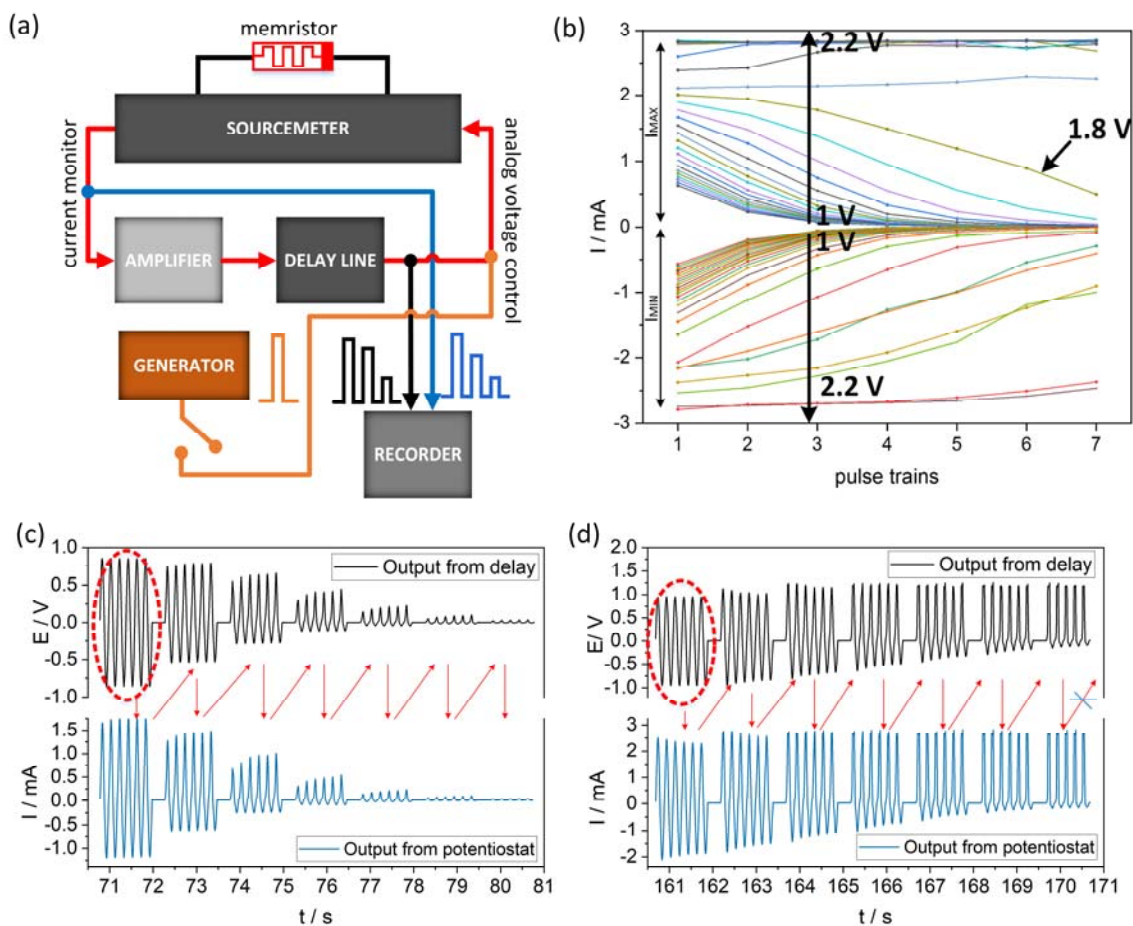 (a)
memristor
SOURCEMETER
current monitor
analog voltage control
AMPLIFIER
DELAY LINE
GENERATOR
RECORDER
(b)
I / mA
3
2
1
0
-1
-2
-3
I_MAX
I_MIN
2.2 V
1.8 V
1 V
1 V
2.2 V
1 2 3 4 5 6 7
pulse trains
(c)
E / V
1.0
0.5
0.0
-0.5
-1.0
Output from delay
I / mA
1.5
1.0
0.5
0.0
-0.5
-1.0
Output from potentiostat
71 72 73 74 75 76 77 78 79 80 81
t / s
(d)
E/ V
2.0
1.5
1.0
0.5
0.0
-0.5
-1.0
Output from delay
I / mA
3
2
1
0
-1
-2
Output from potentiostat
161 162 163 164 165 166 167 168 169 170 171
t / s